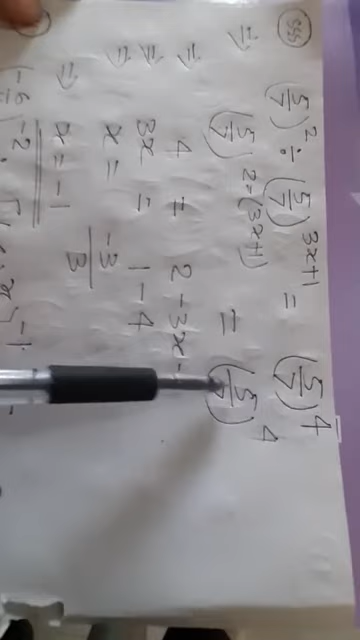 (iii) (5/7)² ÷ (5/7)³ˣ⁺¹ = (5/7)⁴
⇒ (5/7)²⁻⁽³ˣ⁺¹⁾ = (5/7)⁴
⇒ 4 = 2-3x-
⇒ 3x = 1-4
⇒ x = -3/3
⇒ x = -1